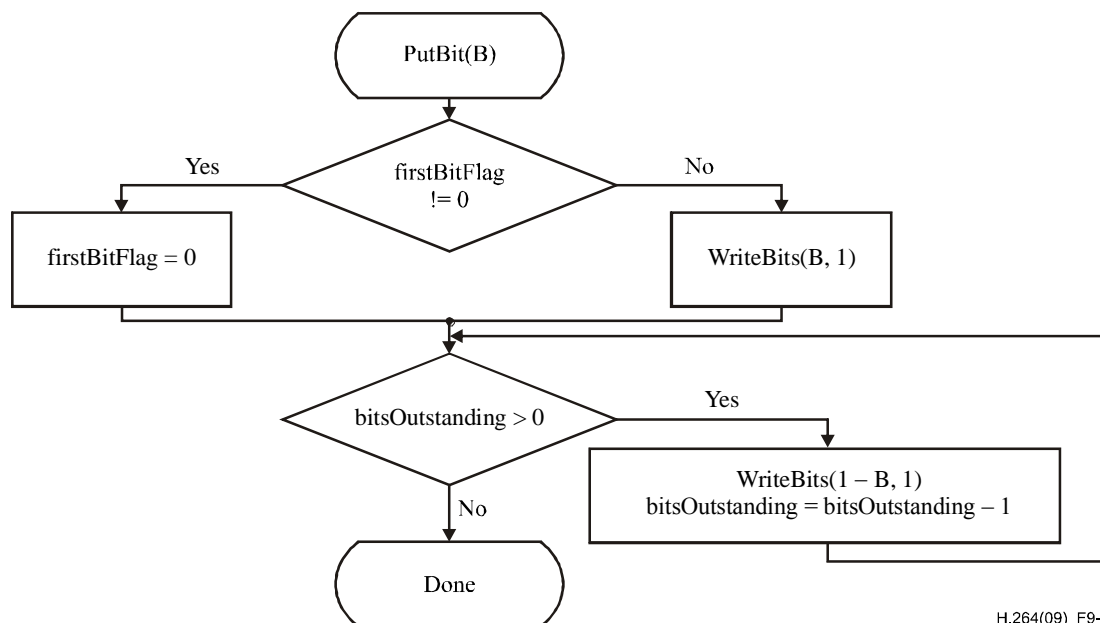 PutBit(B)
firstBitFlag
!= 0
Yes
No
firstBitFlag = 0
WriteBits(B, 1)
bitsOutstanding > 0
Yes
WriteBits(1 – B, 1)
bitsOutstanding = bitsOutstanding – 1
No
Done
H.264(09)_F9-